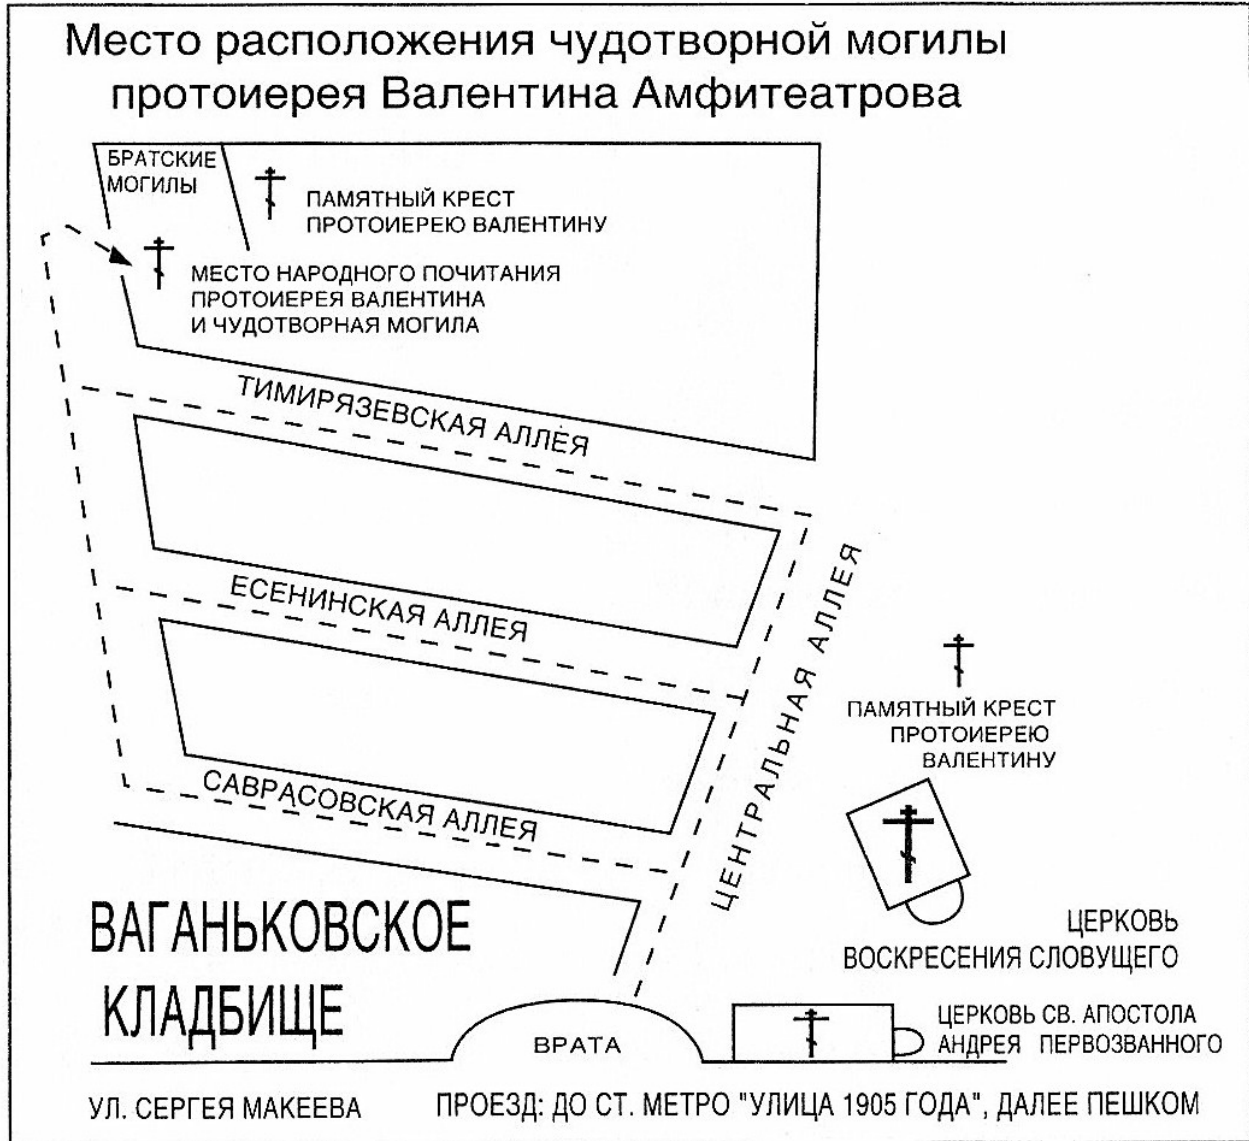 Место расположения чудотворной могилы
протоиерея Валентина Амфитеатрова
БРАТСКИЕ
МОГИЛЫ
ПАМЯТНЫЙ КРЕСТ
ПРОТОИЕРЕЮ ВАЛЕНТИНУ
МЕСТО НАРОДНОГО ПОЧИТАНИЯ
ПРОТОИЕРЕЯ ВАЛЕНТИНА
И ЧУДОТВОРНАЯ МОГИЛА
ТИМИРЯЗЕВСКАЯ АЛЛЕЯ
ЕСЕНИНСКАЯ АЛЛЕЯ
ЦЕНТРАЛЬНАЯ АЛЛЕЯ
ПАМЯТНЫЙ КРЕСТ
ПРОТОИЕРЕЮ
ВАЛЕНТИНУ
САВРАСОВСКАЯ АЛЛЕЯ
ВАГАНЬКОВСКОЕ
КЛАДБИЩЕ
ЦЕРКОВЬ
ВОСКРЕСЕНИЯ СЛОВУЩЕГО
ВРАТА
ЦЕРКОВЬ СВ. АПОСТОЛА
АНДРЕЯ ПЕРВОЗВАННОГО
УЛ. СЕРГЕЯ МАКЕЕВА
ПРОЕЗД: ДО СТ. МЕТРО "УЛИЦА 1905 ГОДА", ДАЛЕЕ ПЕШКОМ